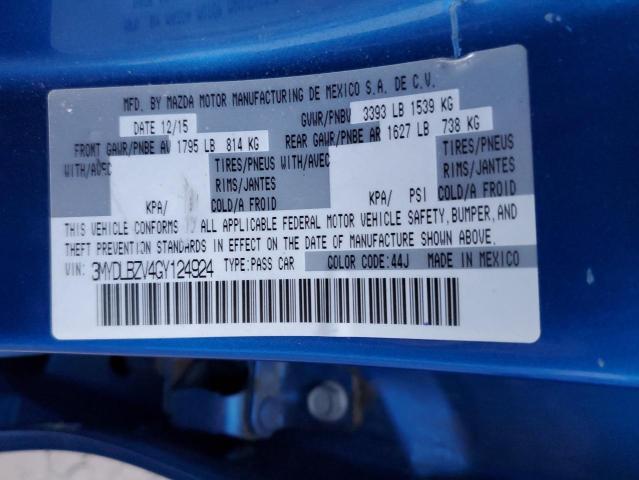 MFD. BY MAZDA MOTOR MANUFACTURING DE MEXICO S.A. DE C.V.
DATE 12/15 GVWR/PNBV 3393 LB 1539 KG
FRONT GAWR/PNBE AV 1795 LB 814 KG REAR GAWR/PNBE AR 1627 LB 738 KG
WITH/AVEC TIRES/PNEUS WITH/AVEC TIRES/PNEUS
RIMS/JANTES RIMS/JANTES
KPA/ COLD/A FROID KPA/ PSI COLD/A FROID
THIS VEHICLE CONFORMS TO ALL APPLICABLE FEDERAL MOTOR VEHICLE SAFETY, BUMPER, AND
THEFT PREVENTION STANDARDS IN EFFECT ON THE DATE OF MANUFACTURE SHOWN ABOVE.
VIN: 3MYDLBZV4GY124924 TYPE:PASS CAR COLOR CODE:44J MADE IN MEXICO